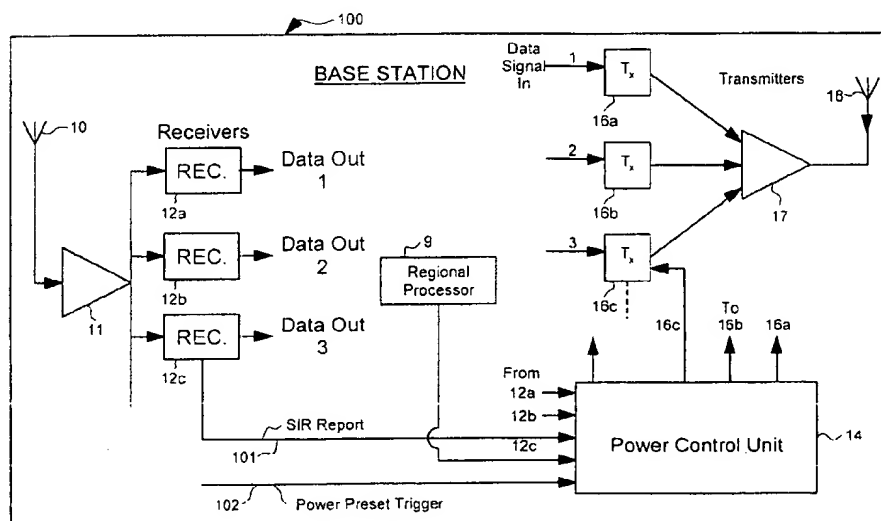 100
BASE STATION
Data
Signal
In
1
Tx
16a
Transmitters
18
10
Receivers
REC.
12a
Data Out
1
2
Tx
16b
17
11
REC.
12b
Data Out
2
9
Regional
Processor
3
Tx
16c
REC.
12c
Data Out
3
16c
To
16b
16a
From
12a
12b
12c
SIR Report
101
Power Control Unit
14
102
Power Preset Trigger